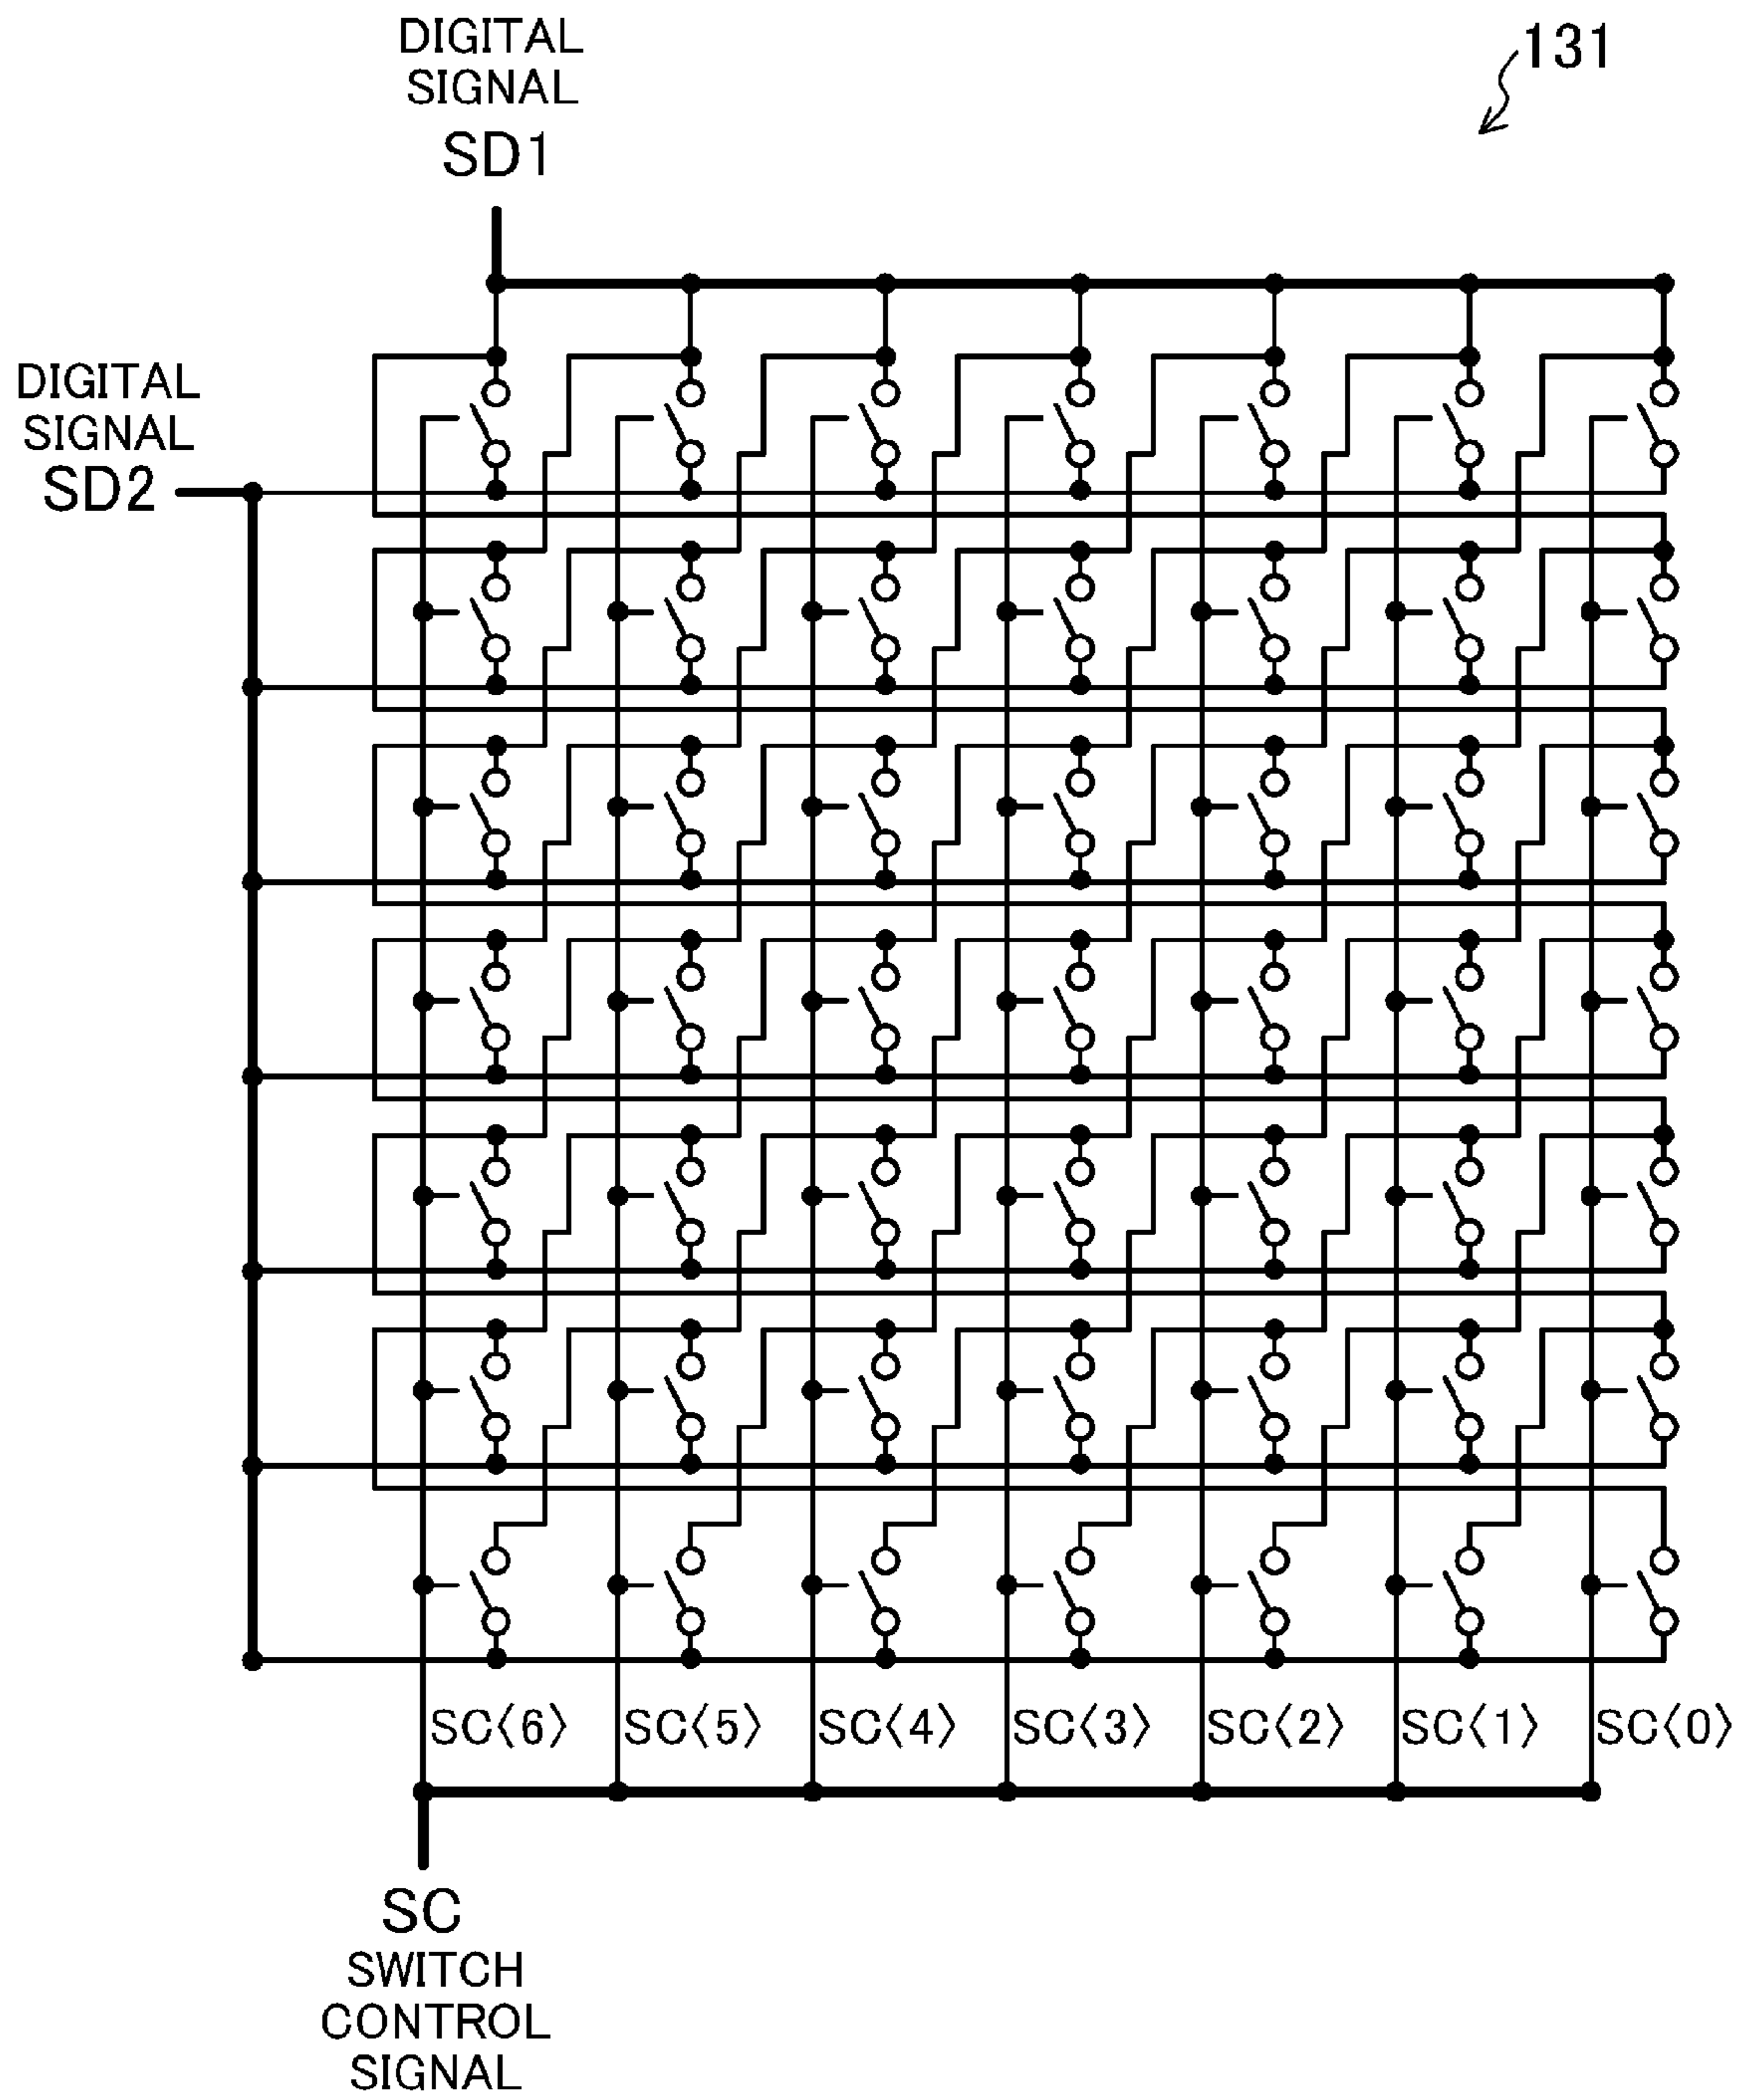 DIGITAL
SIGNAL
SD1
131
DIGITAL
SIGNAL
SD2
SC〈6〉 SC〈5〉 SC〈4〉 SC〈3〉 SC〈2〉 SC〈1〉 SC〈0〉
SC
SWITCH
CONTROL
SIGNAL